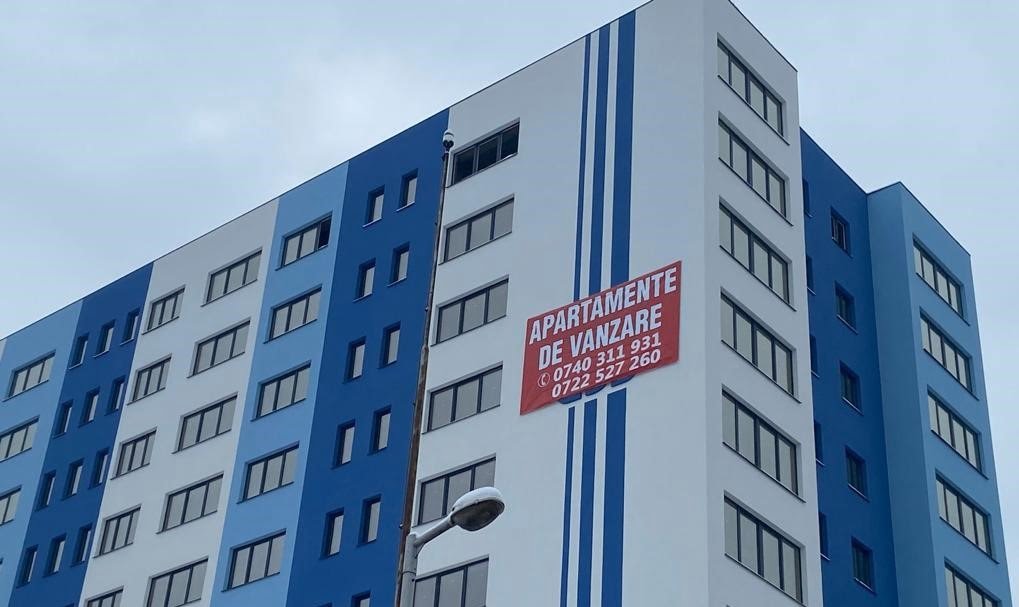 APARTAMENTE
DE VANZARE
0740 311 931
0722 527 260